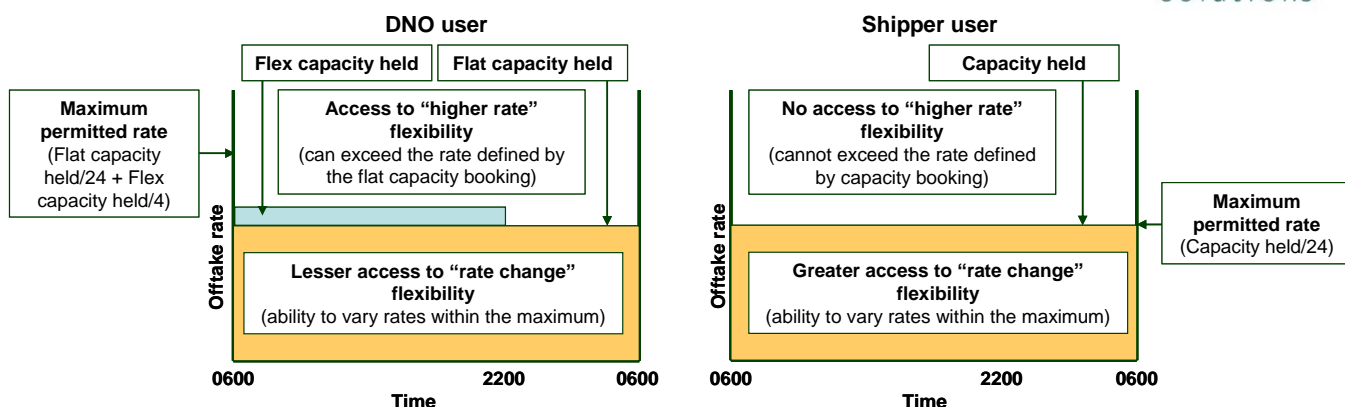 DNO user
Flex capacity held
Flat capacity held
Maximum
permitted rate
(Flat capacity
held/24 + Flex
capacity held/4)
Access to “higher rate”
flexibility
(can exceed the rate defined by
the flat capacity booking)
Offtake rate
Lesser access to “rate change”
flexibility
(ability to vary rates within the maximum)
0600
2200
0600
Time
Shipper user
Capacity held
No access to “higher rate”
flexibility
(cannot exceed the rate defined
by capacity booking)
Maximum
permitted rate
(Capacity held/24)
Offtake rate
Greater access to “rate change”
flexibility
(ability to vary rates within the maximum)
0600
2200
0600
Time